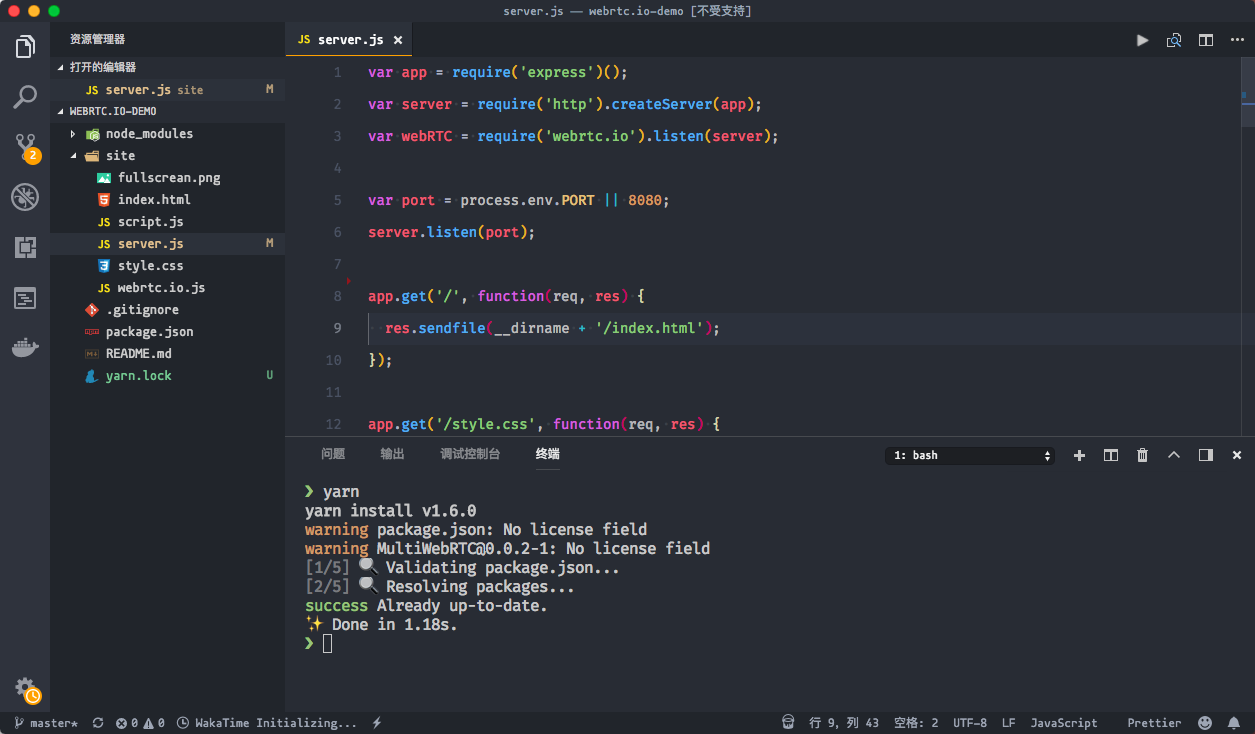 server.js — webrtc.io-demo [不受支持]
资源管理器
打开的编辑器
JS server.js site M
WEBRTC.IO-DEMO
node_modules
site
fullscrean.png
index.html
JS script.js
JS server.js M
style.css
JS webrtc.io.js
.gitignore
package.json
README.md
yarn.lock U
2
JS server.js ×
1 var app = require('express')();
2 var server = require('http').createServer(app);
3 var webRTC = require('webrtc.io').listen(server);
4
5 var port = process.env.PORT || 8080;
6 server.listen(port);
7
8 app.get('/', function(req, res) {
9 res.sendfile(__dirname + '/index.html');
10 });
11
12 app.get('/style.css', function(req, res) {
问题 输出 调试控制台 终端 1: bash
❯ yarn
yarn install v1.6.0
warning package.json: No license field
warning MultiWebRTC@0.0.2-1: No license field
[1/5] 🔍 Validating package.json...
[2/5] 🔍 Resolving packages...
success Already up-to-date.
✨ Done in 1.18s.
❯
master* 0 0 WakaTime Initializing... 行 9, 列 43 空格: 2 UTF-8 LF JavaScript Prettier